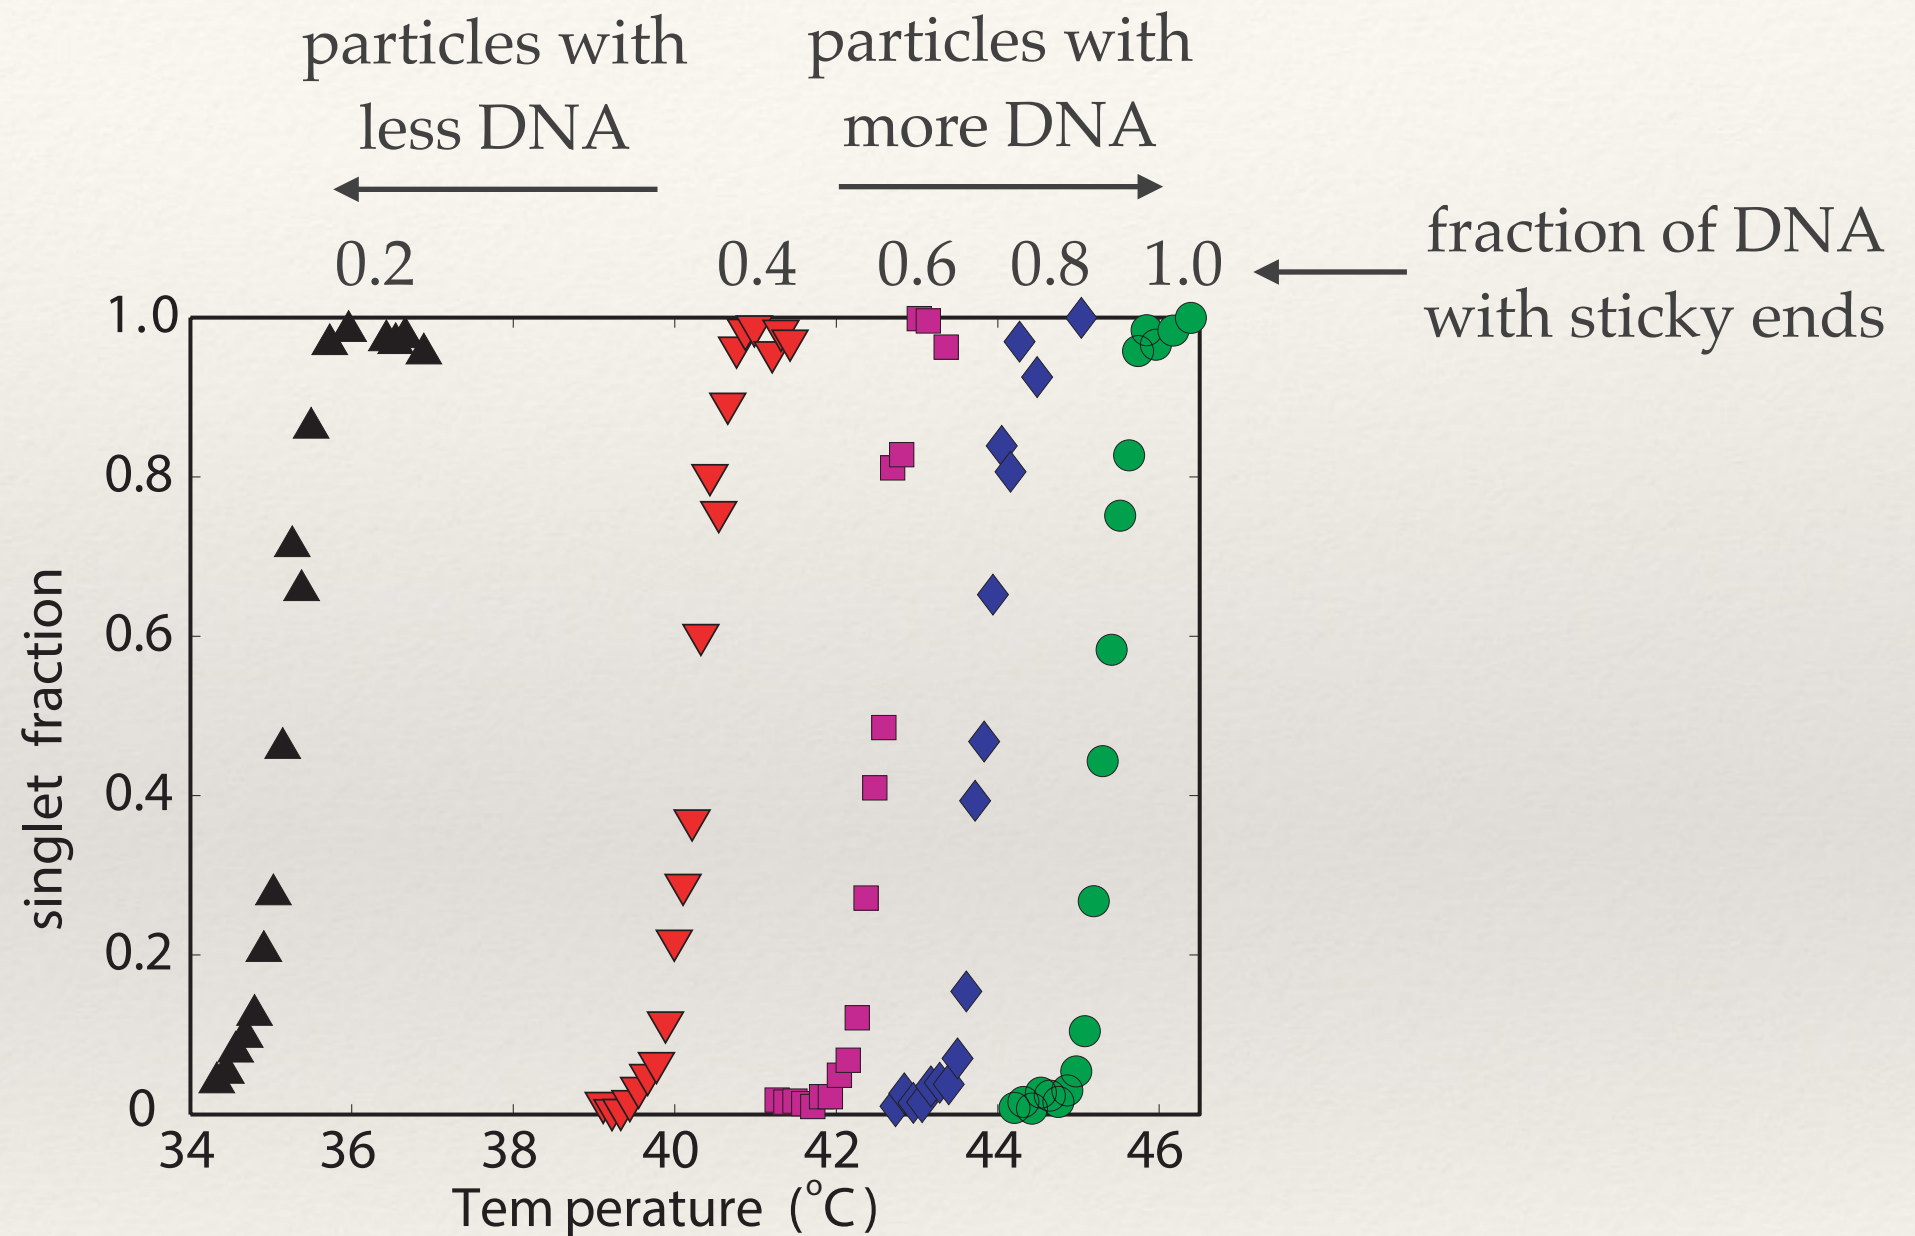 particles with
less DNA
particles with
more DNA
fraction of DNA
with sticky ends
0.2 0.4 0.6 0.8 1.0
1.0
0.8
0.6
0.4
0.2
0
singlet fraction
34 36 38 40 42 44 46
Tem perature (°C)